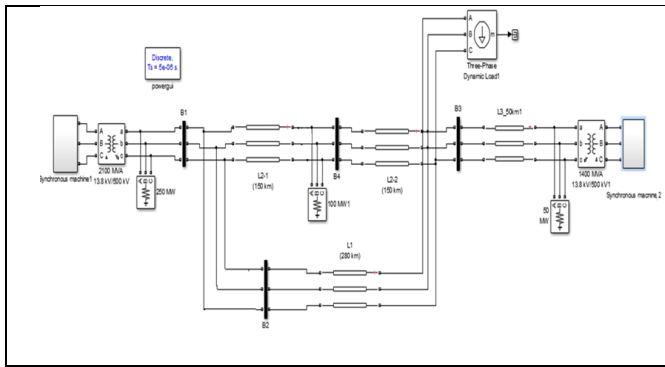 Discrete,
Ts = 5e-05 s.
powergui
A
B
C
m
Three-Phase
Dynamic Load1
B1
B3
L3_50km1
A
B
C
a
b
c
a
b
c
A
B
C
B4
L2-1
(150 km)
L2-2
(150 km)
Synchronous machine1
2100 MVA
13.8 kV/500 kV
250 MW
100 MW1
50
MW
1400 MVA
13.8 kV/500 kV1
Synchronous machine,2
L1
(280 km)
B2